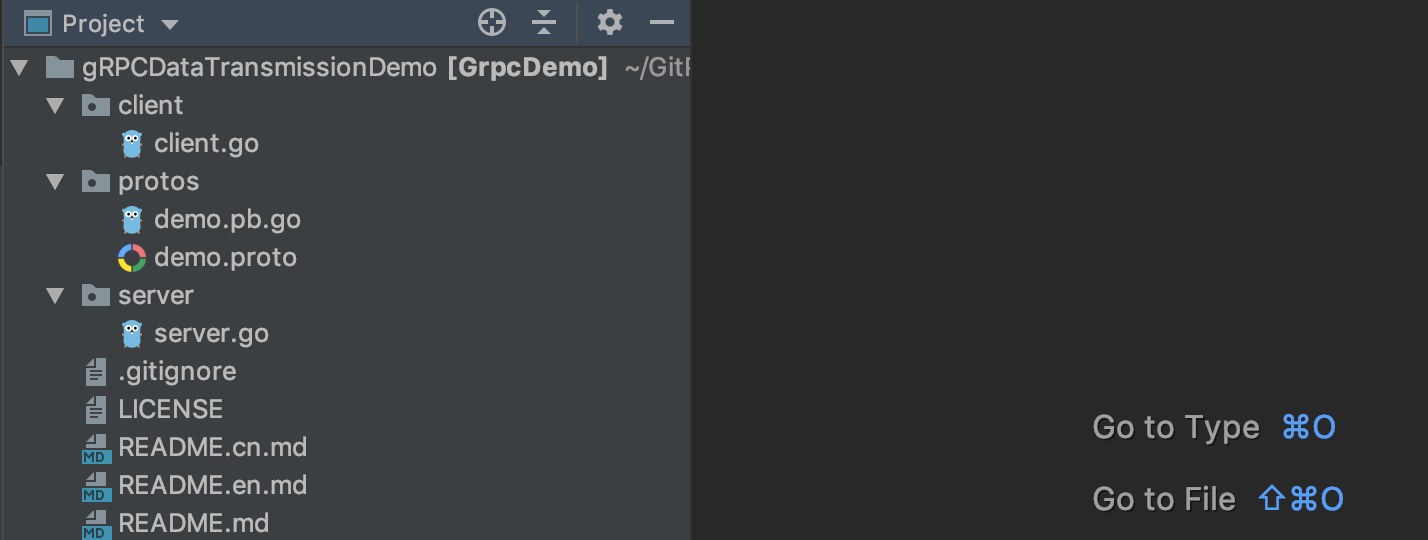 Project
gRPCDataTransmissionDemo [GrpcDemo] ~/GitP
client
client.go
protos
demo.pb.go
demo.proto
server
server.go
.gitignore
LICENSE
MD README.cn.md
MD README.en.md
MD README.md
Go to Type ⌘O
Go to File ⇧⌘O